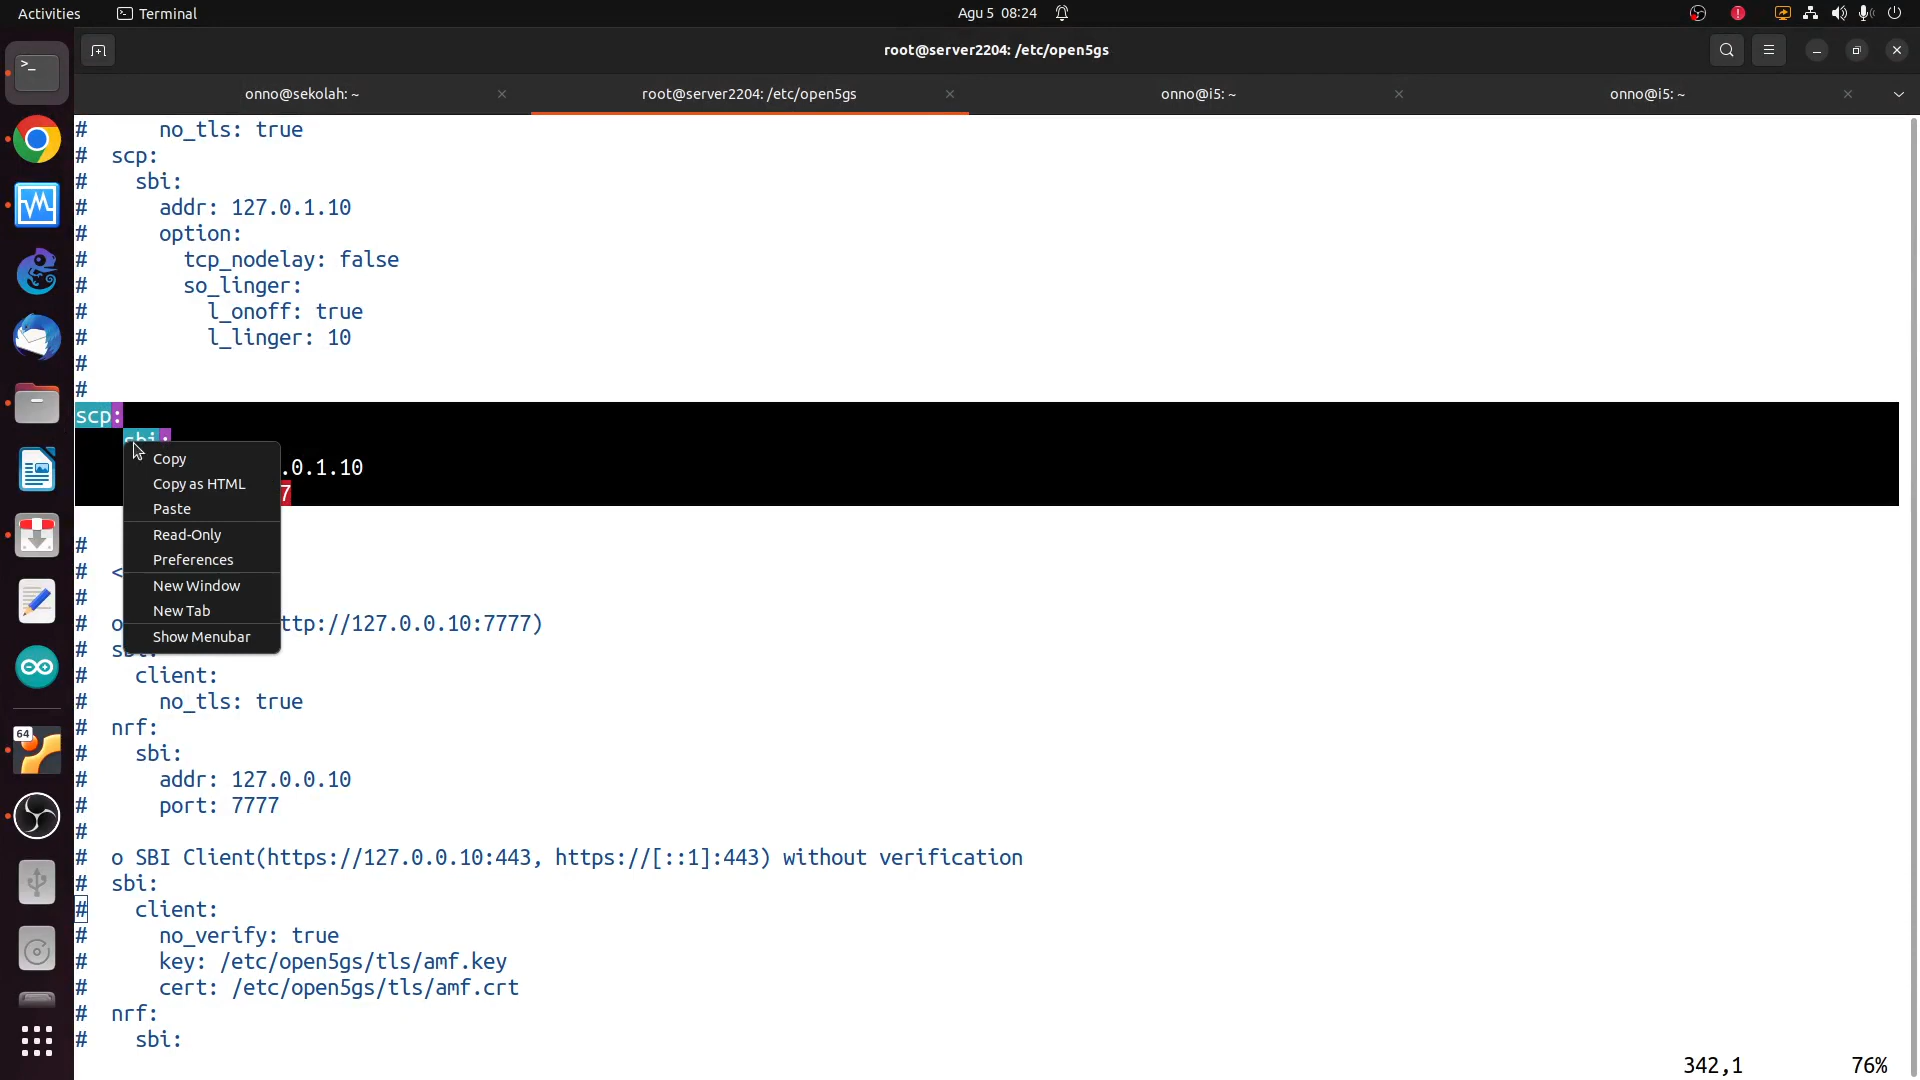 Activities
Terminal
Agu 5 08:24
root@server2204: /etc/open5gs
onno@sekolah: ~
root@server2204: /etc/open5gs
onno@i5: ~
onno@i5: ~
>_
64
# no_tls: true
# scp:
# sbi:
# addr: 127.0.1.10
# option:
# tcp_nodelay: false
# so_linger:
# l_onoff: true
# l_linger: 10
#
#
scp:
sbi:
.0.1.10
7
Copy
Copy as HTML
Paste
Read-Only
Preferences
New Window
New Tab
Show Menubar
#
# <
#
# o ttp://127.0.0.10:7777)
# sbi:
# client:
# no_tls: true
# nrf:
# sbi:
# addr: 127.0.0.10
# port: 7777
#
# o SBI Client(https://127.0.0.10:443, https://[::1]:443) without verification
# sbi:
# client:
# no_verify: true
# key: /etc/open5gs/tls/amf.key
# cert: /etc/open5gs/tls/amf.crt
# nrf:
# sbi:
342,1 76%